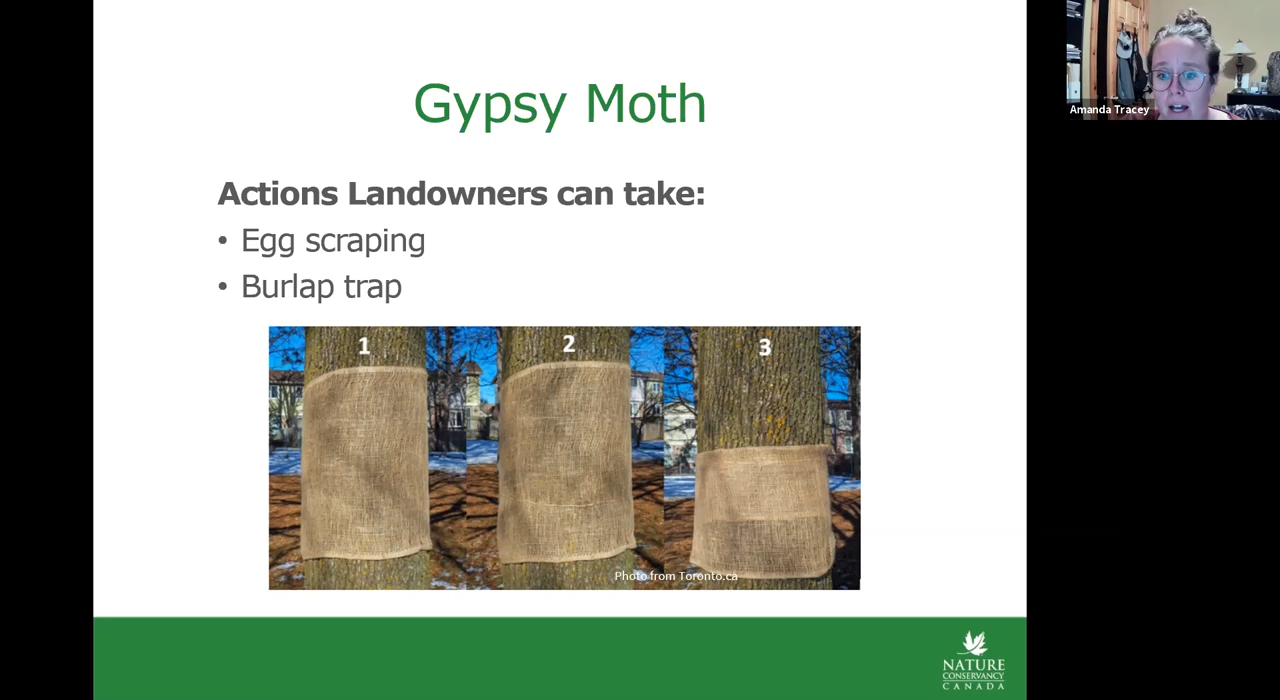 Gypsy Moth
Actions Landowners can take:
• Egg scraping
• Burlap trap
1
2
3
Photo from Toronto.ca
NATURE
CONSERVANCY
CANADA
Amanda Tracey